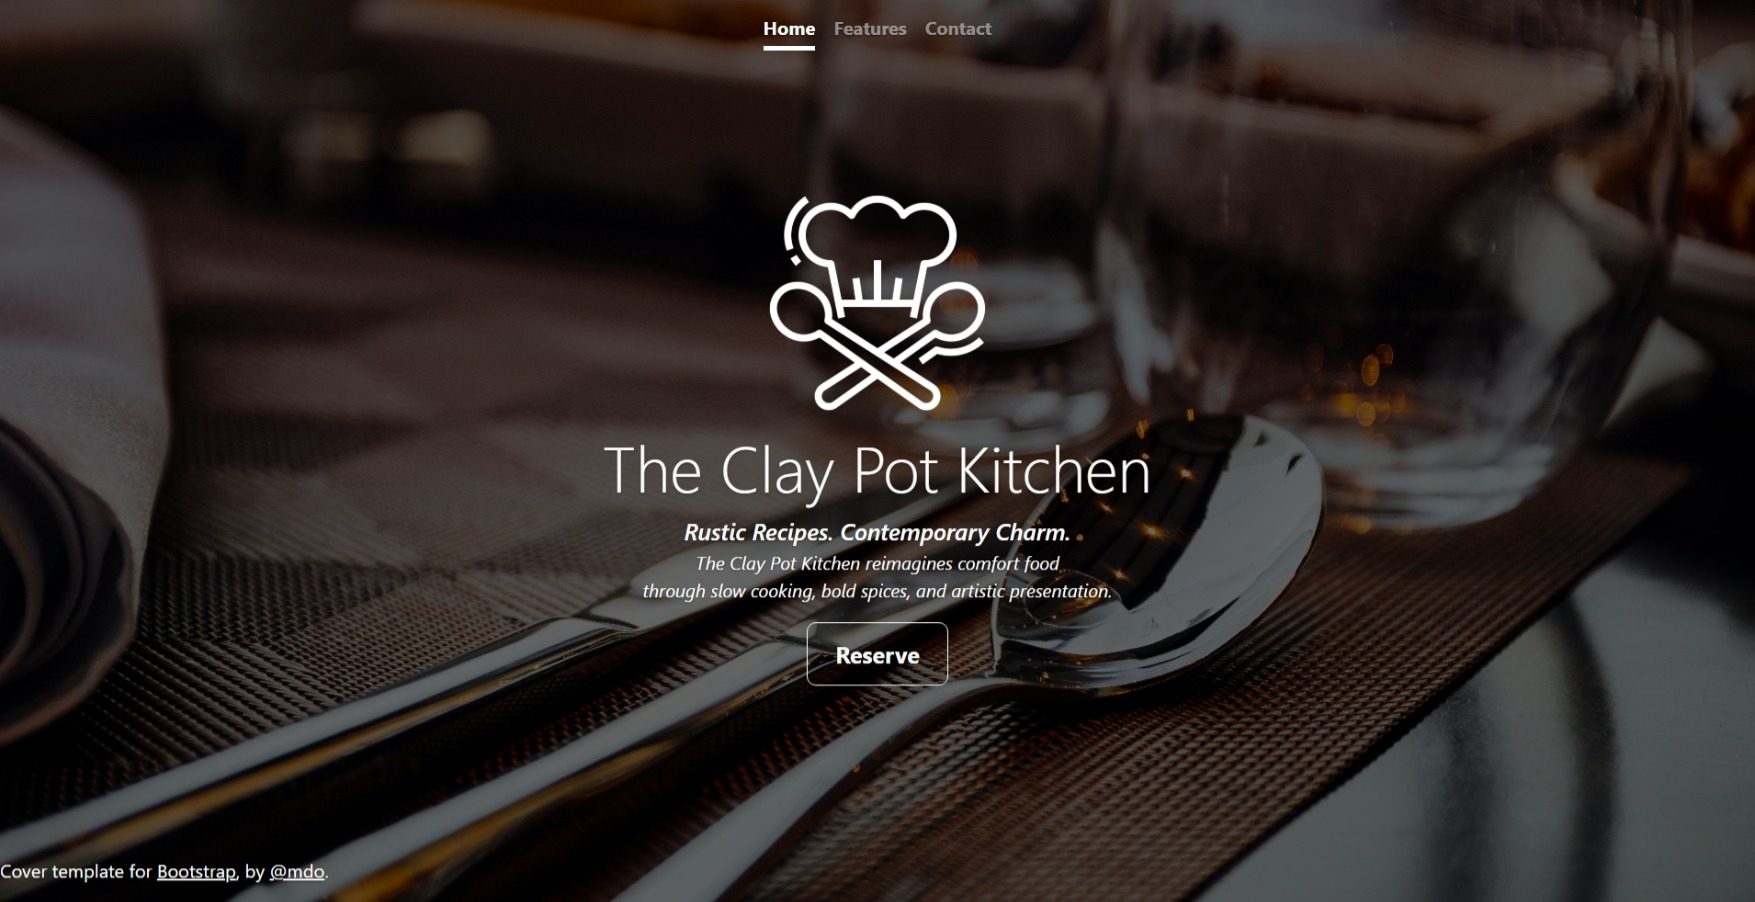 Home Features Contact
The Clay Pot Kitchen
Rustic Recipes. Contemporary Charm.
The Clay Pot Kitchen reimagines comfort food
through slow cooking, bold spices, and artistic presentation.
Reserve
Cover template for Bootstrap, by @mdo.